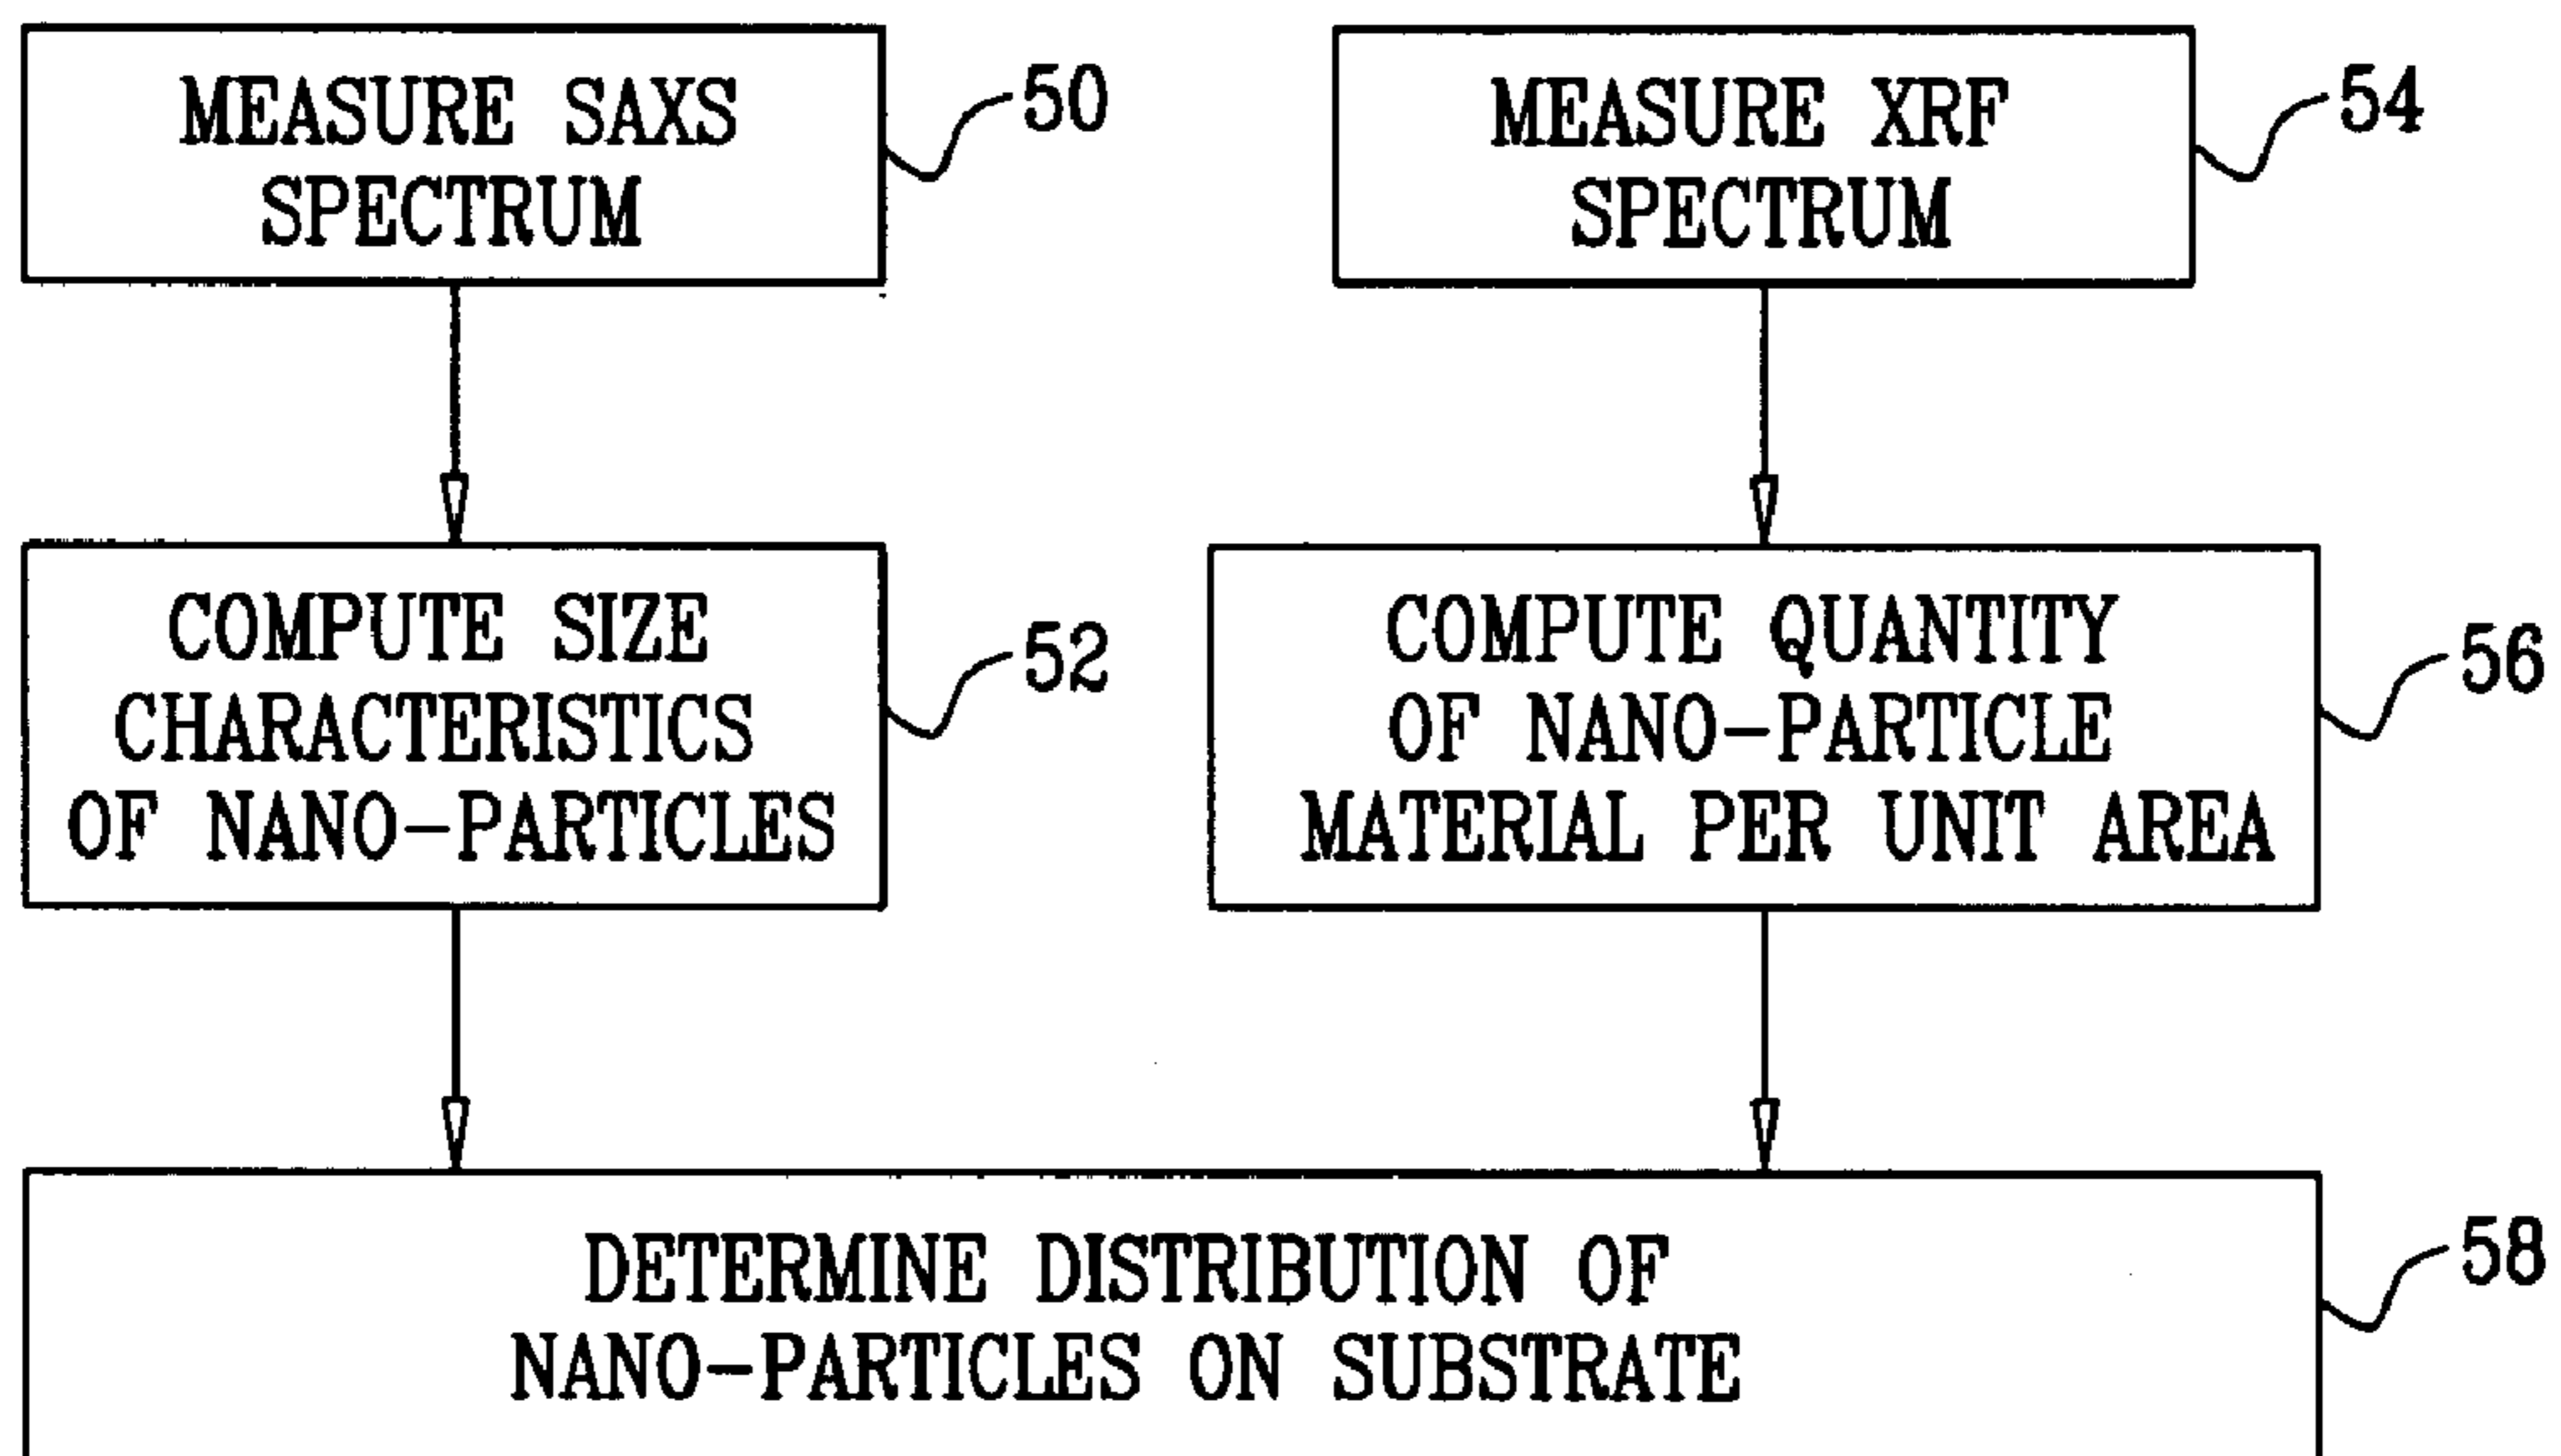 MEASURE SAXS
SPECTRUM
50
MEASURE XRF
SPECTRUM
54
COMPUTE SIZE
CHARACTERISTICS
OF NANO-PARTICLES
52
COMPUTE QUANTITY
OF NANO-PARTICLE
MATERIAL PER UNIT AREA
56
DETERMINE DISTRIBUTION OF
NANO-PARTICLES ON SUBSTRATE
58